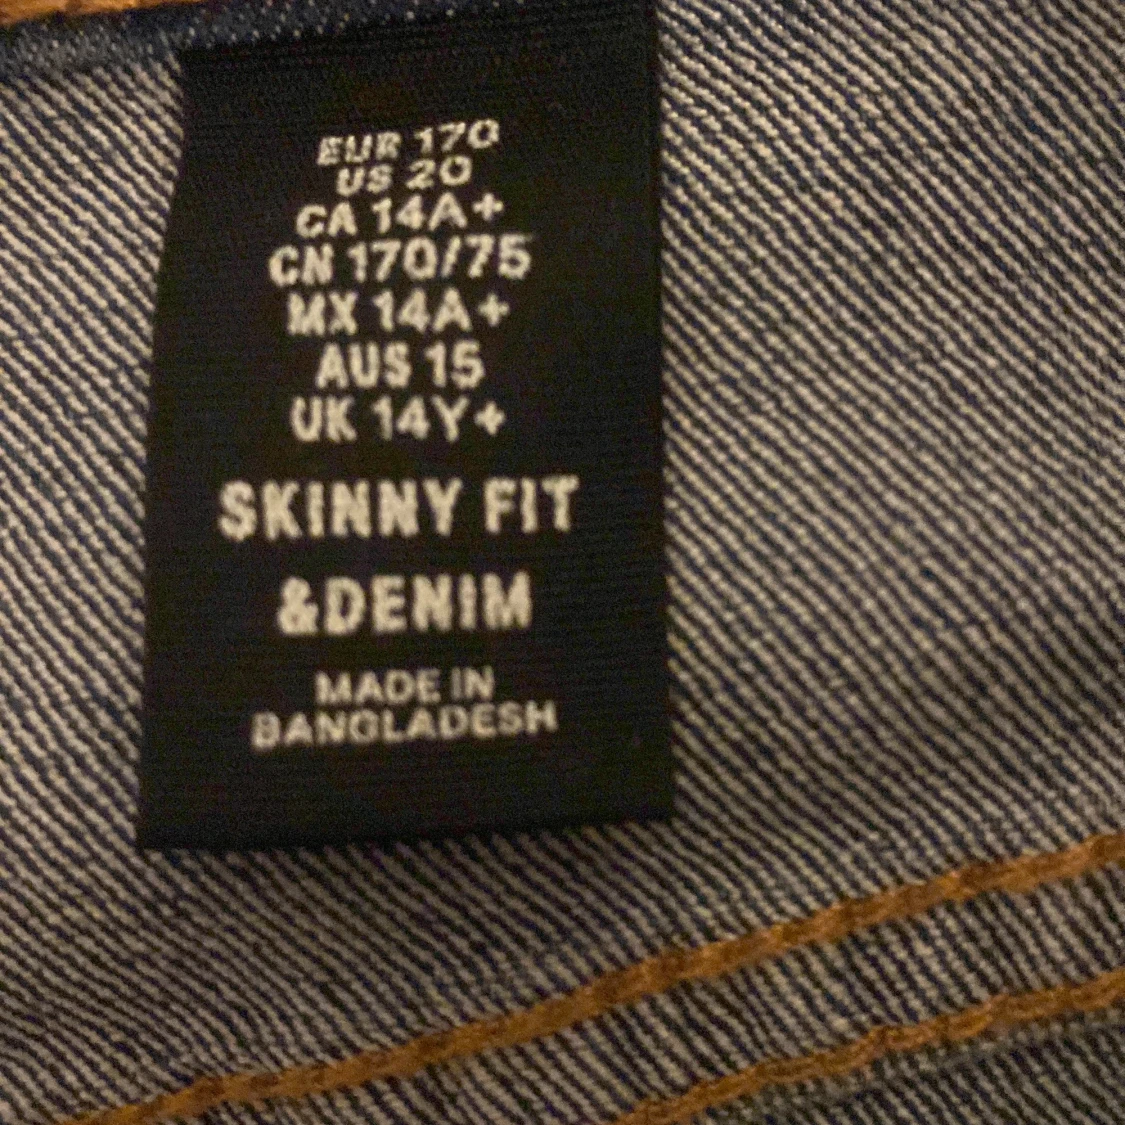 EUR 170
US 20
CA 14A+
CN 170/75
MX 14A+
AUS 15
UK 14Y+
SKINNY FIT
&DENIM
MADE IN
BANGLADESH